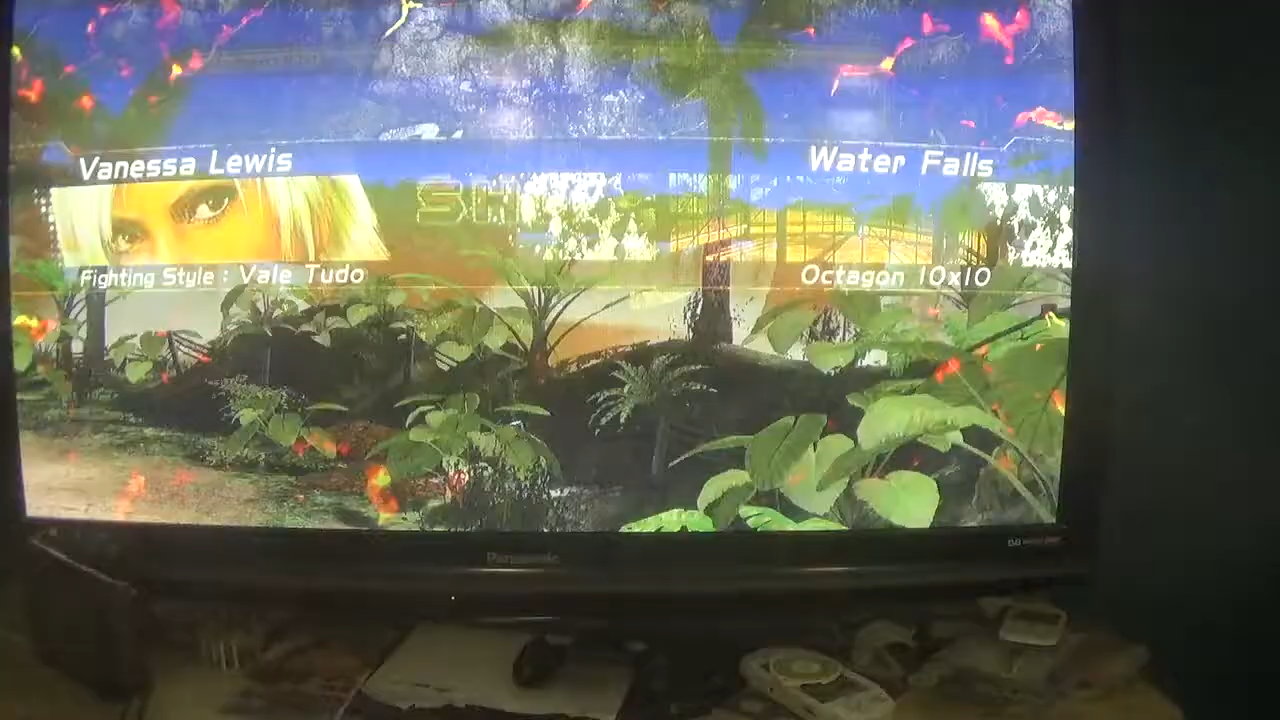 Vanessa Lewis
Water Falls
Fighting Style : Vale Tudo
Octagon 10x10
Panasonic